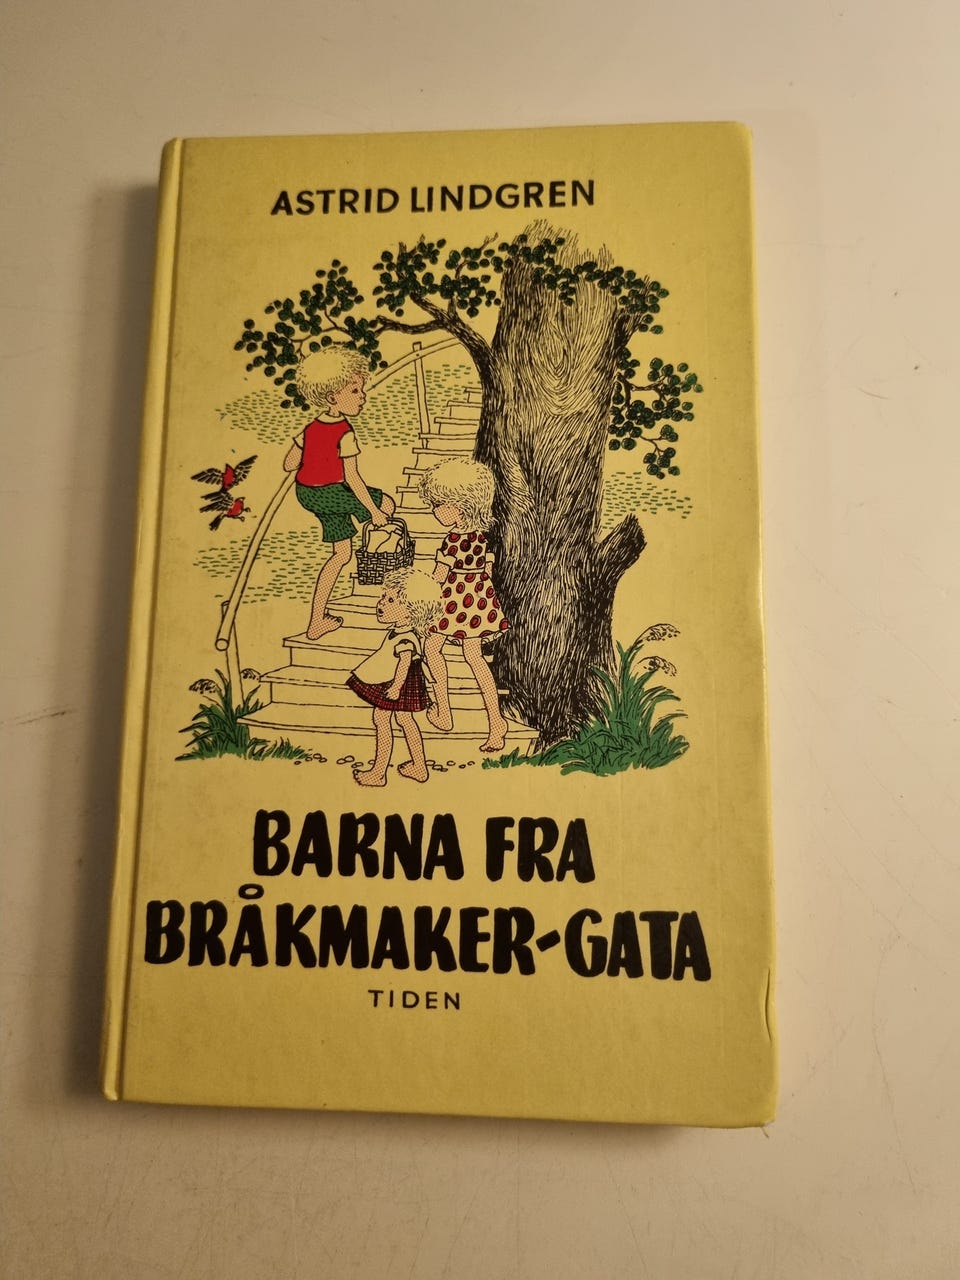 ASTRID LINDGREN
BARNA FRA
BRÅKMAKER-GATA
TIDEN